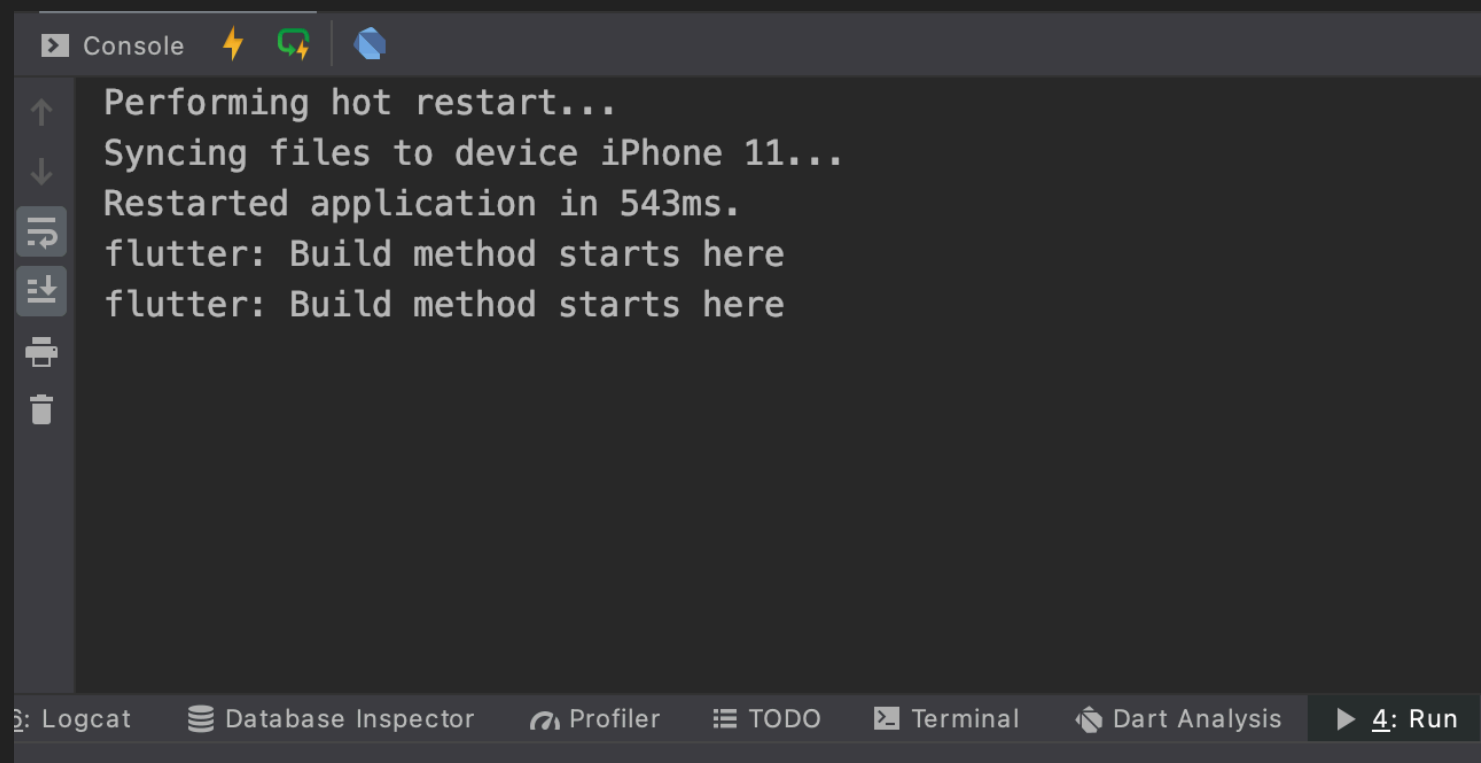 Console
Performing hot restart...
Syncing files to device iPhone 11...
Restarted application in 543ms.
flutter: Build method starts here
flutter: Build method starts here
6: Logcat Database Inspector Profiler TODO Terminal Dart Analysis 4: Run